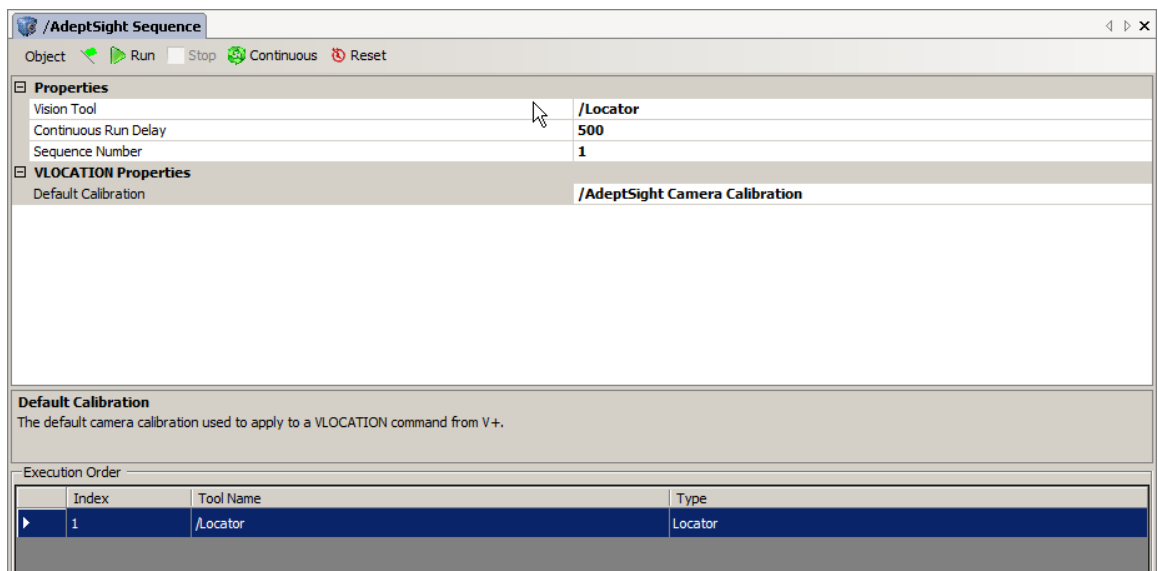 /AdeptSight Sequence
Object Run Stop Continuous Reset
Properties
Vision Tool /Locator
Continuous Run Delay 500
Sequence Number 1
VLOCATION Properties
Default Calibration /AdeptSight Camera Calibration
Default Calibration
The default camera calibration used to apply to a VLOCATION command from V+.
Execution Order
Index Tool Name Type
1 /Locator Locator